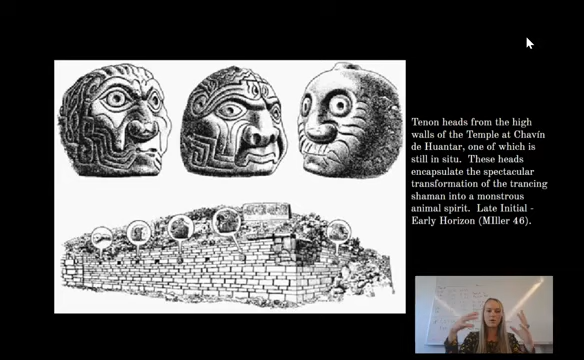 Tenon heads from the high
walls of the Temple at Chavín
de Huantar, one of which is
still in situ. These heads
encapsulate the spectacular
transformation of the trancing
shaman into a monstrous
animal spirit. Late Initial -
Early Horizon (MIller 46).